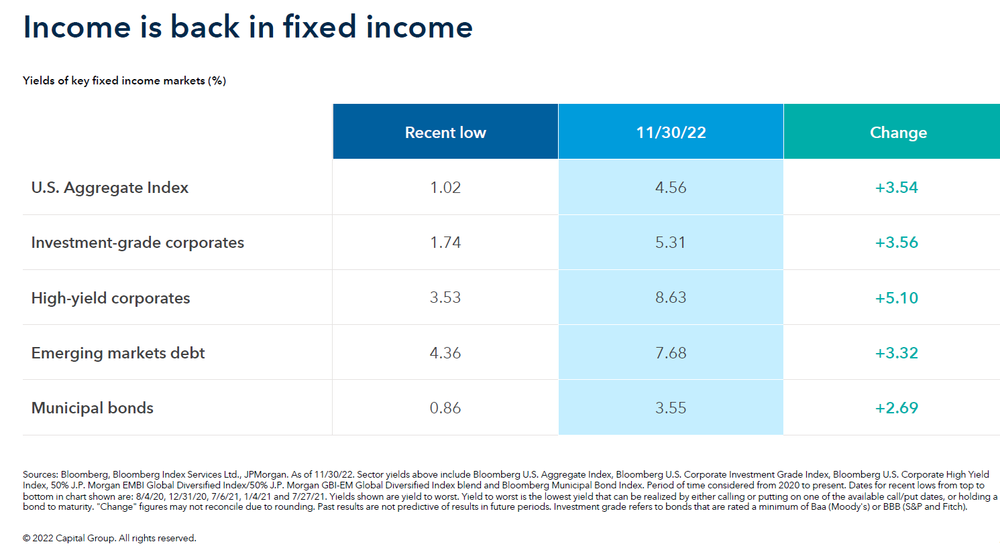 Income is back in fixed income
Yields of key fixed income markets (%)
Recent low 11/30/22 Change
U.S. Aggregate Index 1.02 4.56 +3.54
Investment-grade corporates 1.74 5.31 +3.56
High-yield corporates 3.53 8.63 +5.10
Emerging markets debt 4.36 7.68 +3.32
Municipal bonds 0.86 3.55 +2.69
Sources: Bloomberg, Bloomberg Index Services Ltd., JPMorgan. As of 11/30/22. Sector yields above include Bloomberg U.S. Aggregate Index, Bloomberg U.S. Corporate Investment Grade Index, Bloomberg U.S. Corporate High Yield
Index, 50% J.P. Morgan EMBI Global Diversified Index/50% J.P. Morgan GBI-EM Global Diversified Index blend and Bloomberg Municipal Bond Index. Period of time considered from 2020 to present. Dates for recent lows from top to
bottom in chart shown are: 8/4/20, 12/31/20, 7/6/21, 1/4/21 and 7/27/21. Yields shown are yield to worst. Yield to worst is the lowest yield that can be realized by either calling or putting on one of the available call/put dates, or holding a
bond to maturity. "Change" figures may not reconcile due to rounding. Past results are not predictive of results in future periods. Investment grade refers to bonds that are rated a minimum of Baa (Moody's) or BBB (S&P and Fitch).
© 2022 Capital Group. All rights reserved.